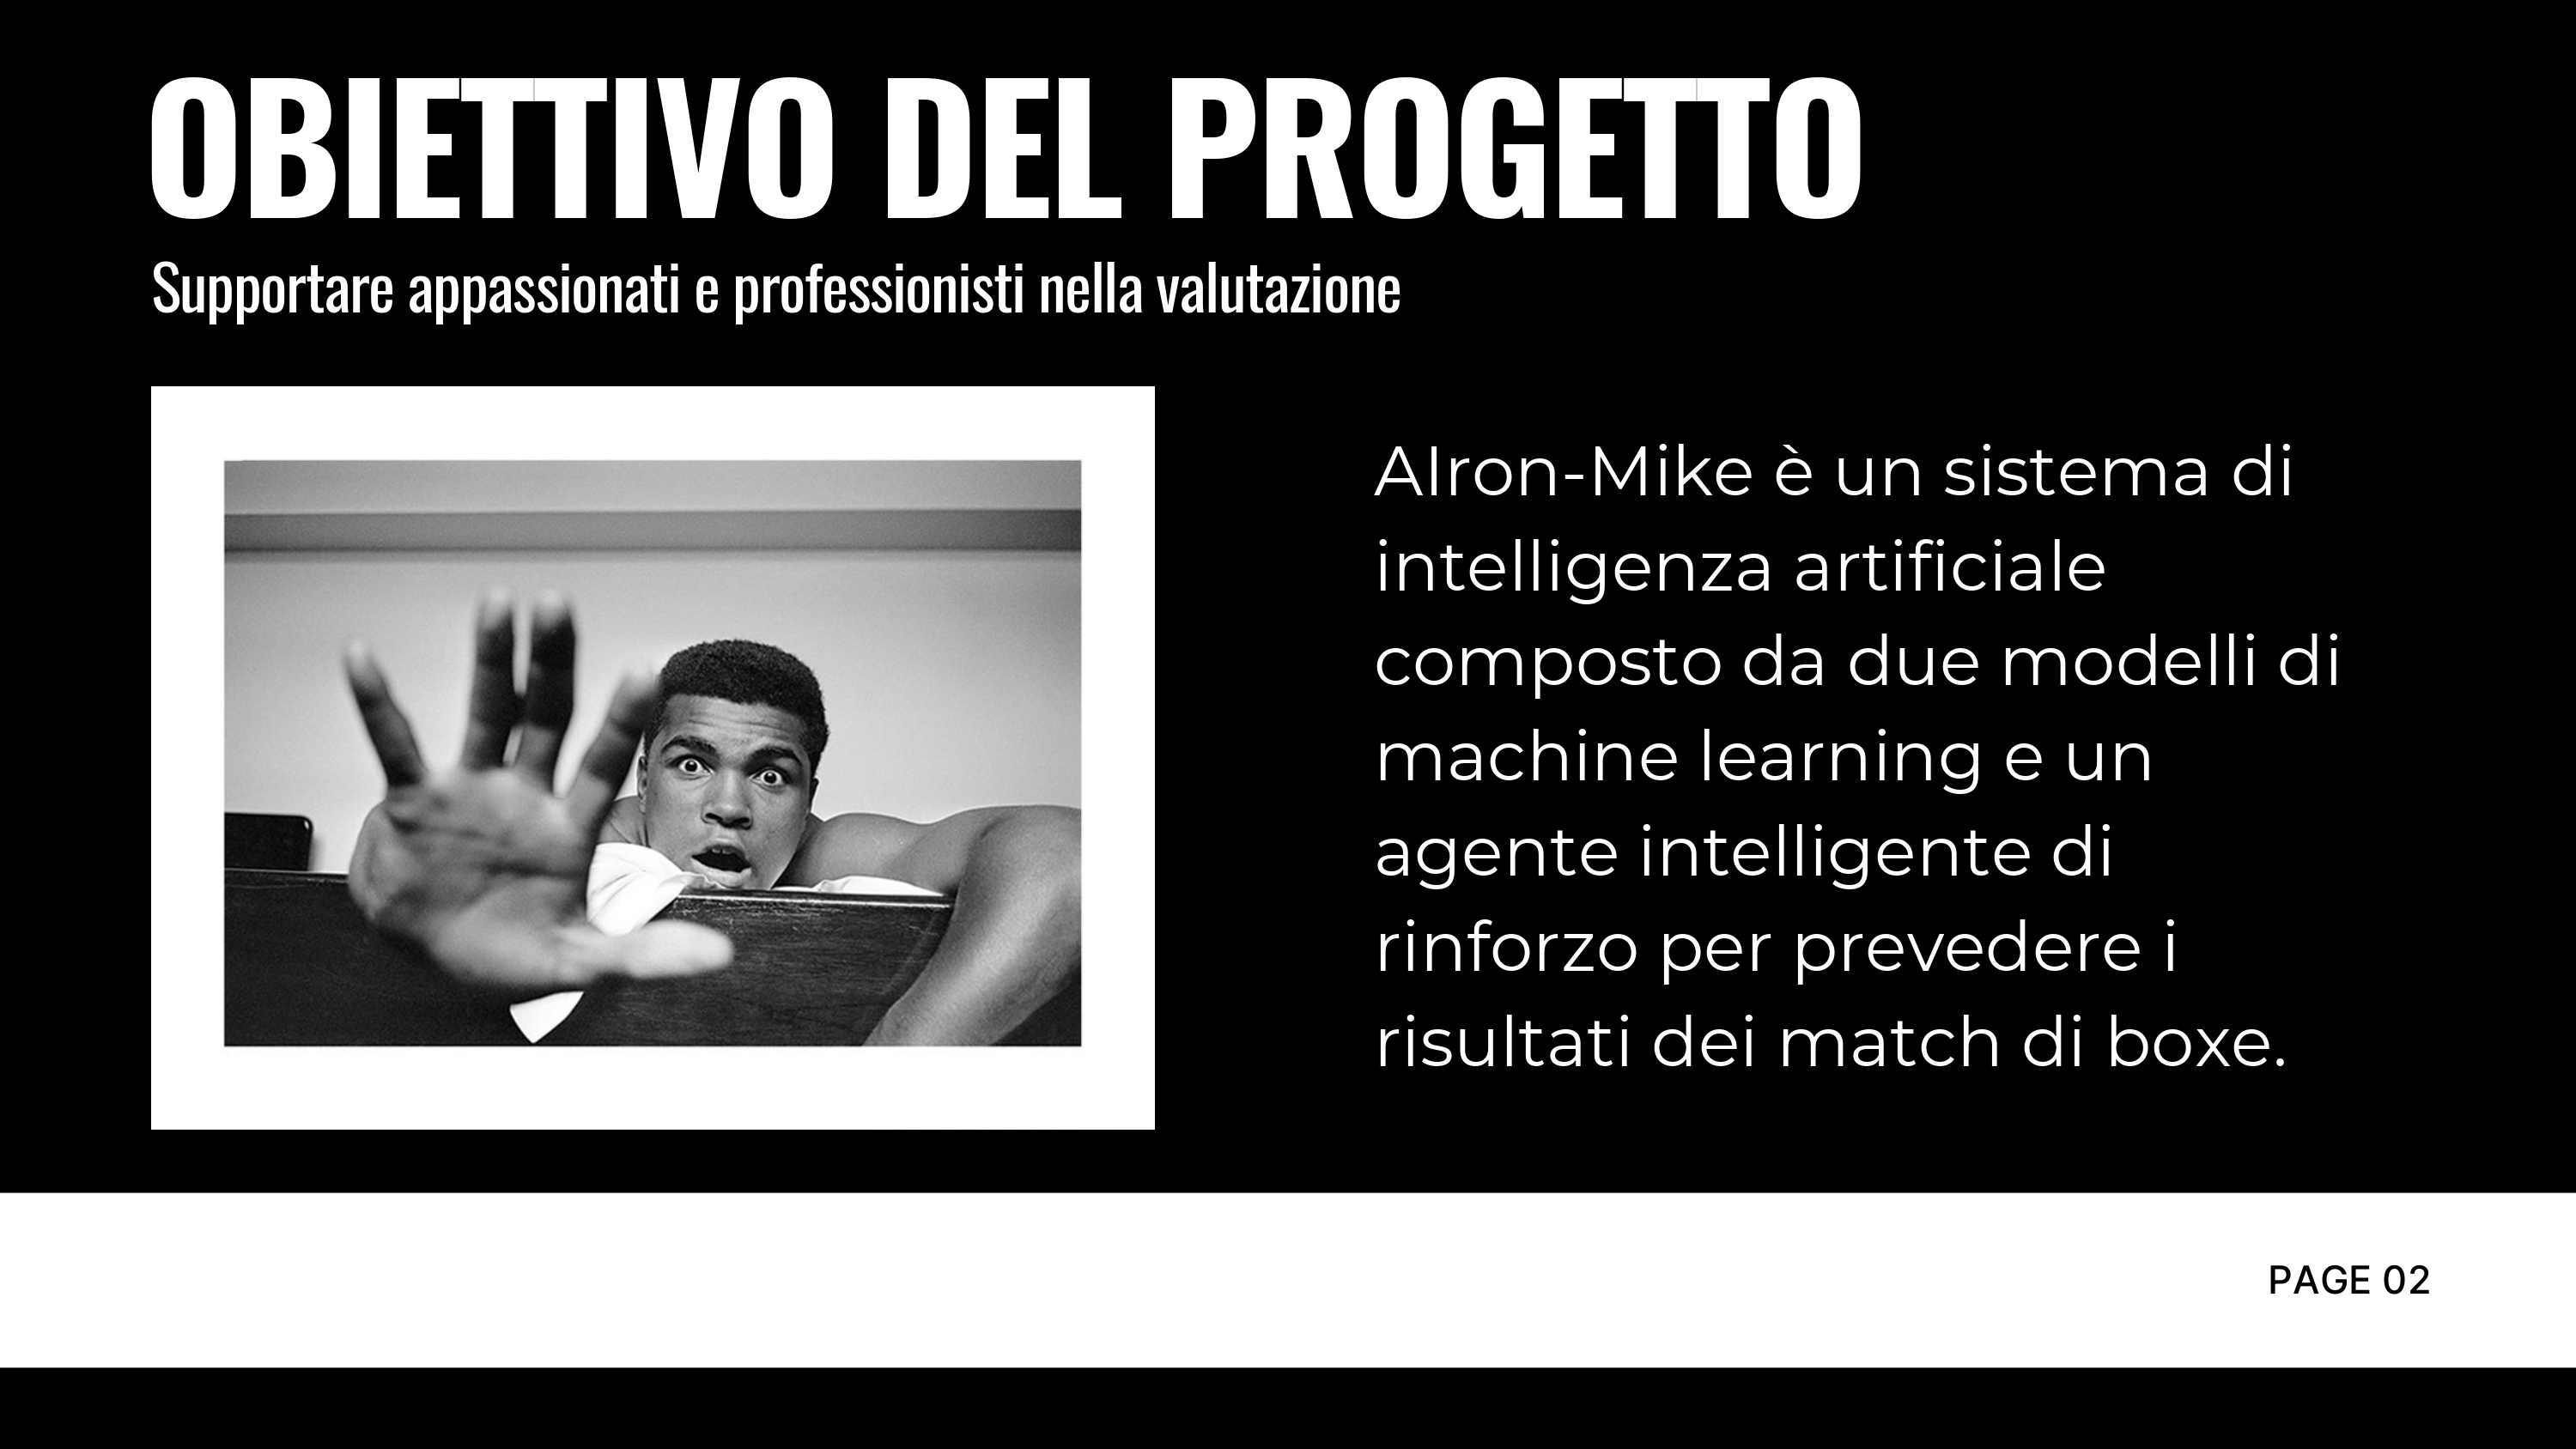 OBIETTIVO DEL PROGETTO
Supportare appassionati e professionisti nella valutazione
AIron-Mike è un sistema di
intelligenza artificiale
composto da due modelli di
machine learning e un
agente intelligente di
rinforzo per prevedere i
risultati dei match di boxe.
PAGE 02